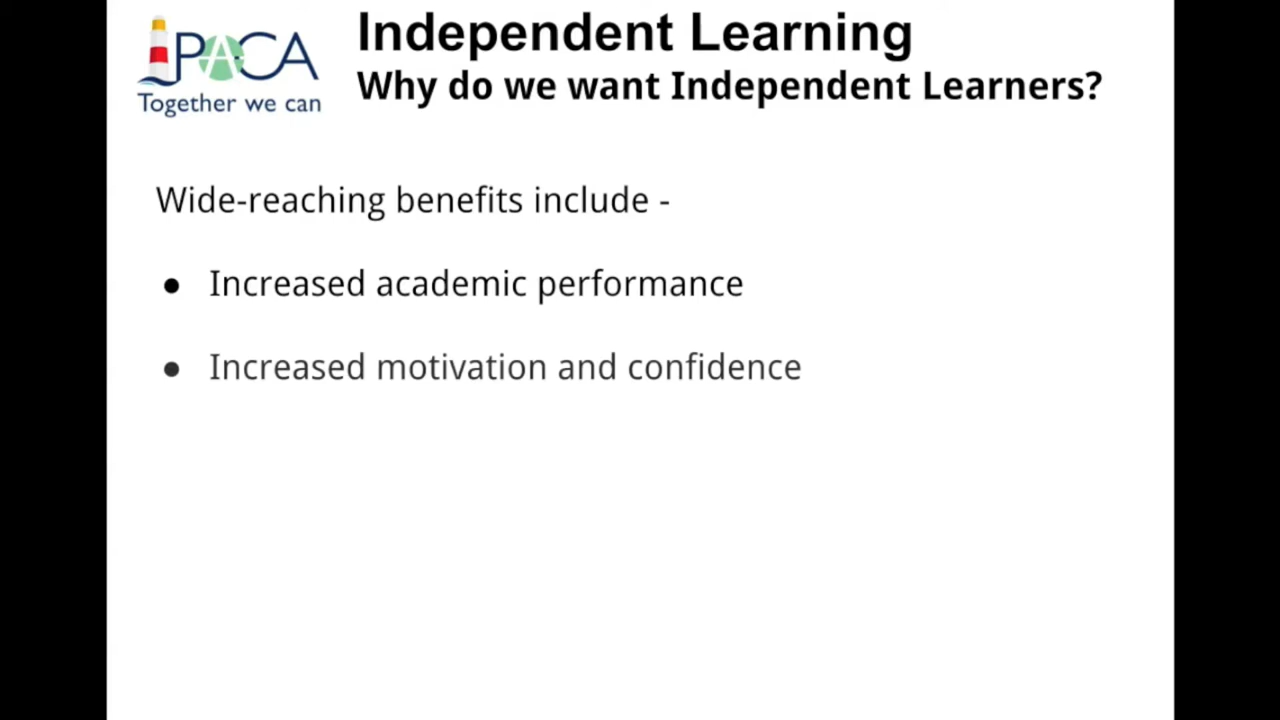 PACA
Together we can
Independent Learning
Why do we want Independent Learners?
Wide-reaching benefits include -
● Increased academic performance
● Increased motivation and confidence